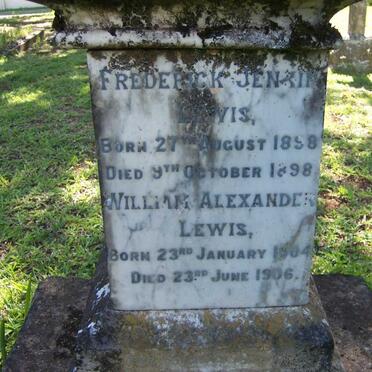 FREDERICK JENKIN
LEWIS,
BORN 27TH AUGUST 1898
DIED 9TH OCTOBER 1898
WILLIAM ALEXANDER
LEWIS,
BORN 23RD JANUARY 1904
DIED 23RD JUNE 1906.